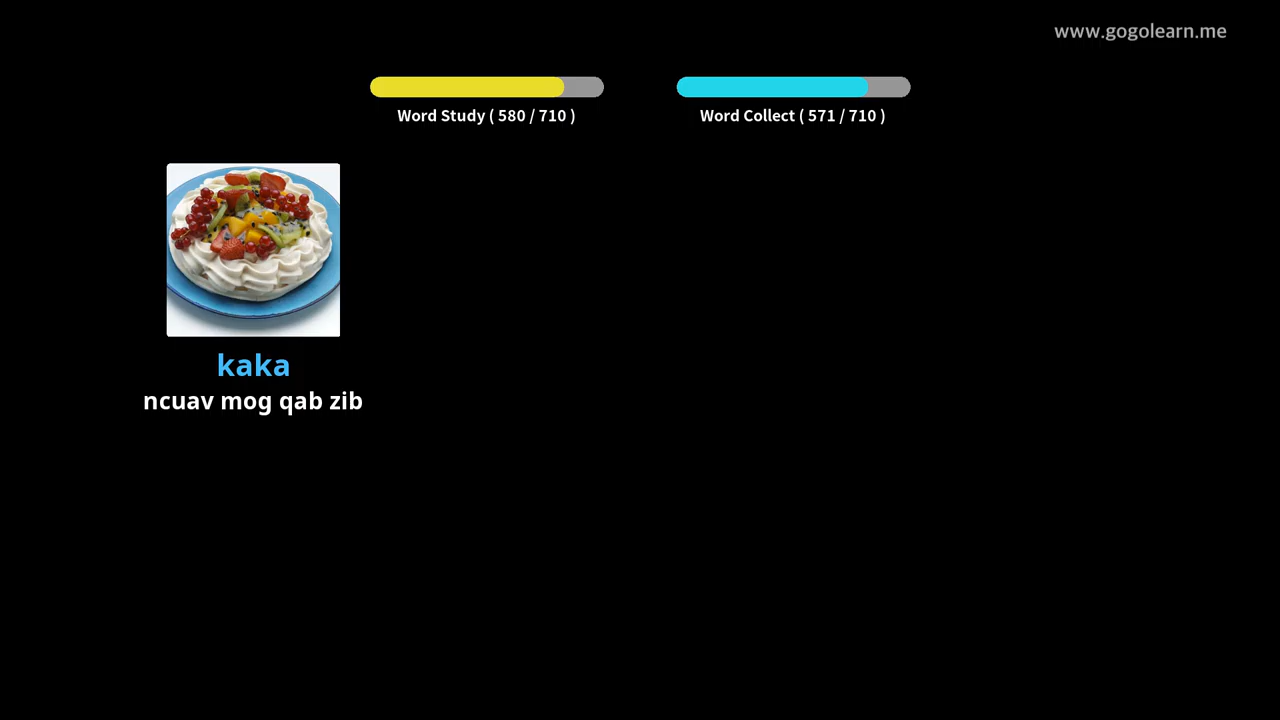 www.gogolearn.me
Word Study ( 580 / 710 )
Word Collect ( 571 / 710 )
kaka
ncuav mog qab zib